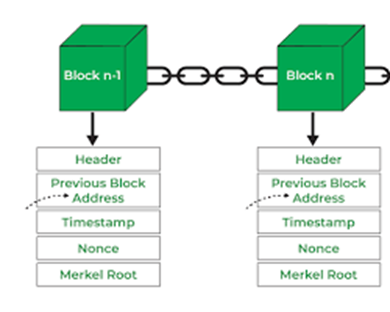 Block n-1
Block n
Header
Previous Block
Address
Timestamp
Nonce
Merkel Root
Header
Previous Block
Address
Timestamp
Nonce
Merkel Root